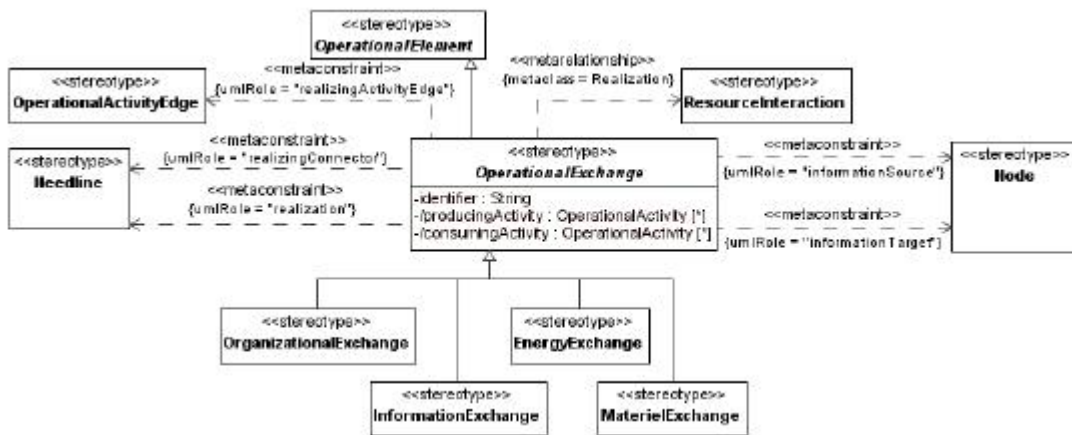 <<stereotype>>
OperationalElement
<<metaconstraint>>
{umlRole = "realizingActivityEdge"}
<<metarelationship>>
{metaclass = Realization}
<<stereotype>>
OperationalActivityEdge
<<stereotype>>
ResourceInteraction
<<metaconstraint>>
{umlRole = "realizingConnector"}
<<stereotype>>
Needline
<<metaconstraint>>
{umlRole = "realization"}
<<stereotype>>
OperationalExchange
-identifier : String
-/producingActivity : OperationalActivity [*]
-/consumingActivity : OperationalActivity [*]
<<metaconstraint>>
{umlRole = "informationSource"}
<<stereotype>>
Node
<<metaconstraint>>
{umlRole = "informationTarget"}
<<stereotype>>
OrganizationalExchange
<<stereotype>>
EnergyExchange
<<stereotype>>
InformationExchange
<<stereotype>>
MaterielExchange